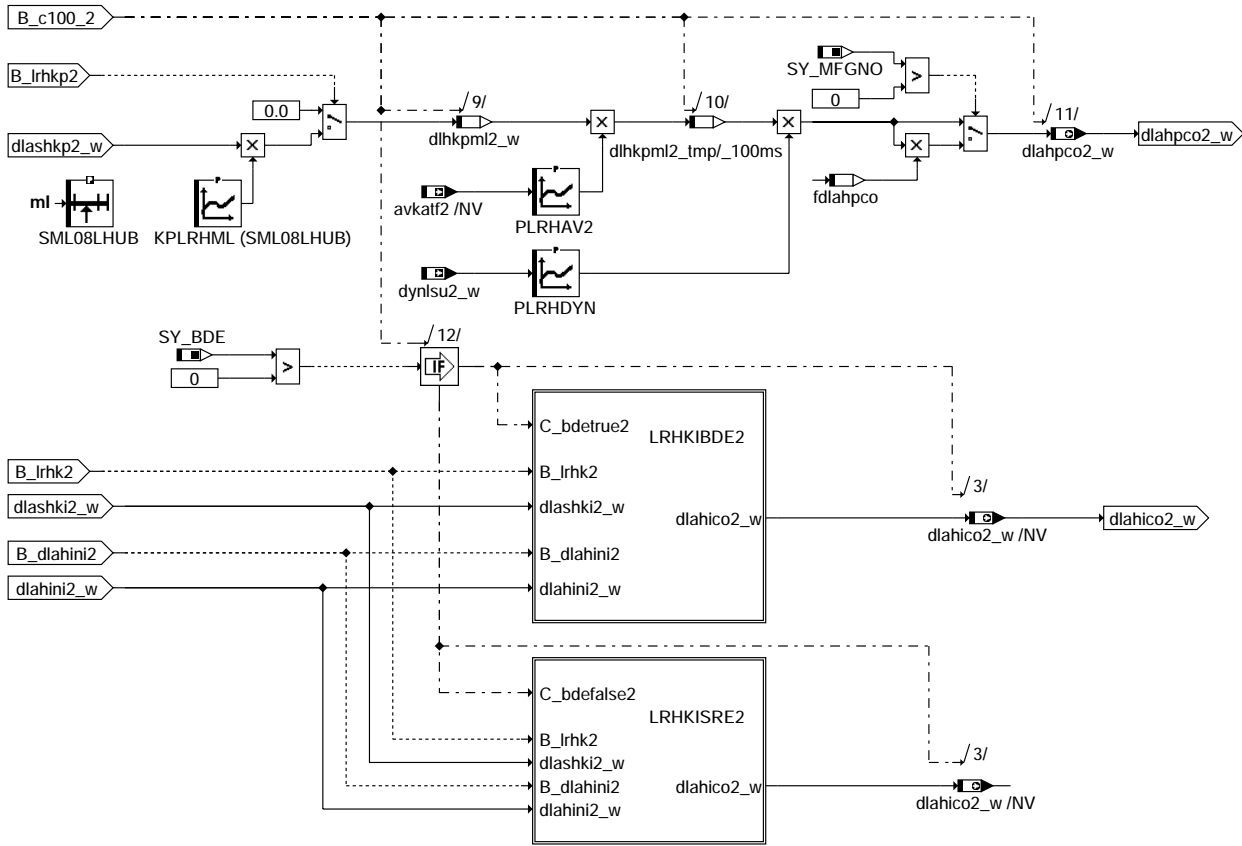 B_c100_2
SY_MFGNO
B_lrhkp2
>
0
0.0
9/
10/
11/
dlashkp2_w
dlhkpml2_w
dlhkpml2_tmp/_100ms
dlahpco2_w
dlahpco2_w
ml
SML08LHUB
KPLRHML (SML08LHUB)
avkatf2 /NV
PLRHAV2
fdlahpco
dynlsu2_w
PLRHDYN
SY_BDE
12/
>
IF
0
C_bdetrue2
LRHKIBDE2
B_lrhk2
B_lrhk2
3/
dlashki2_w
dlashki2_w
dlahico2_w
dlahico2_w /NV
dlahico2_w
B_dlahini2
B_dlahini2
dlahini2_w
dlahini2_w
C_bdefalse2
LRHKISRE2
B_lrhk2
3/
dlashki2_w
B_dlahini2
dlahico2_w
dlahico2_w /NV
dlahini2_w